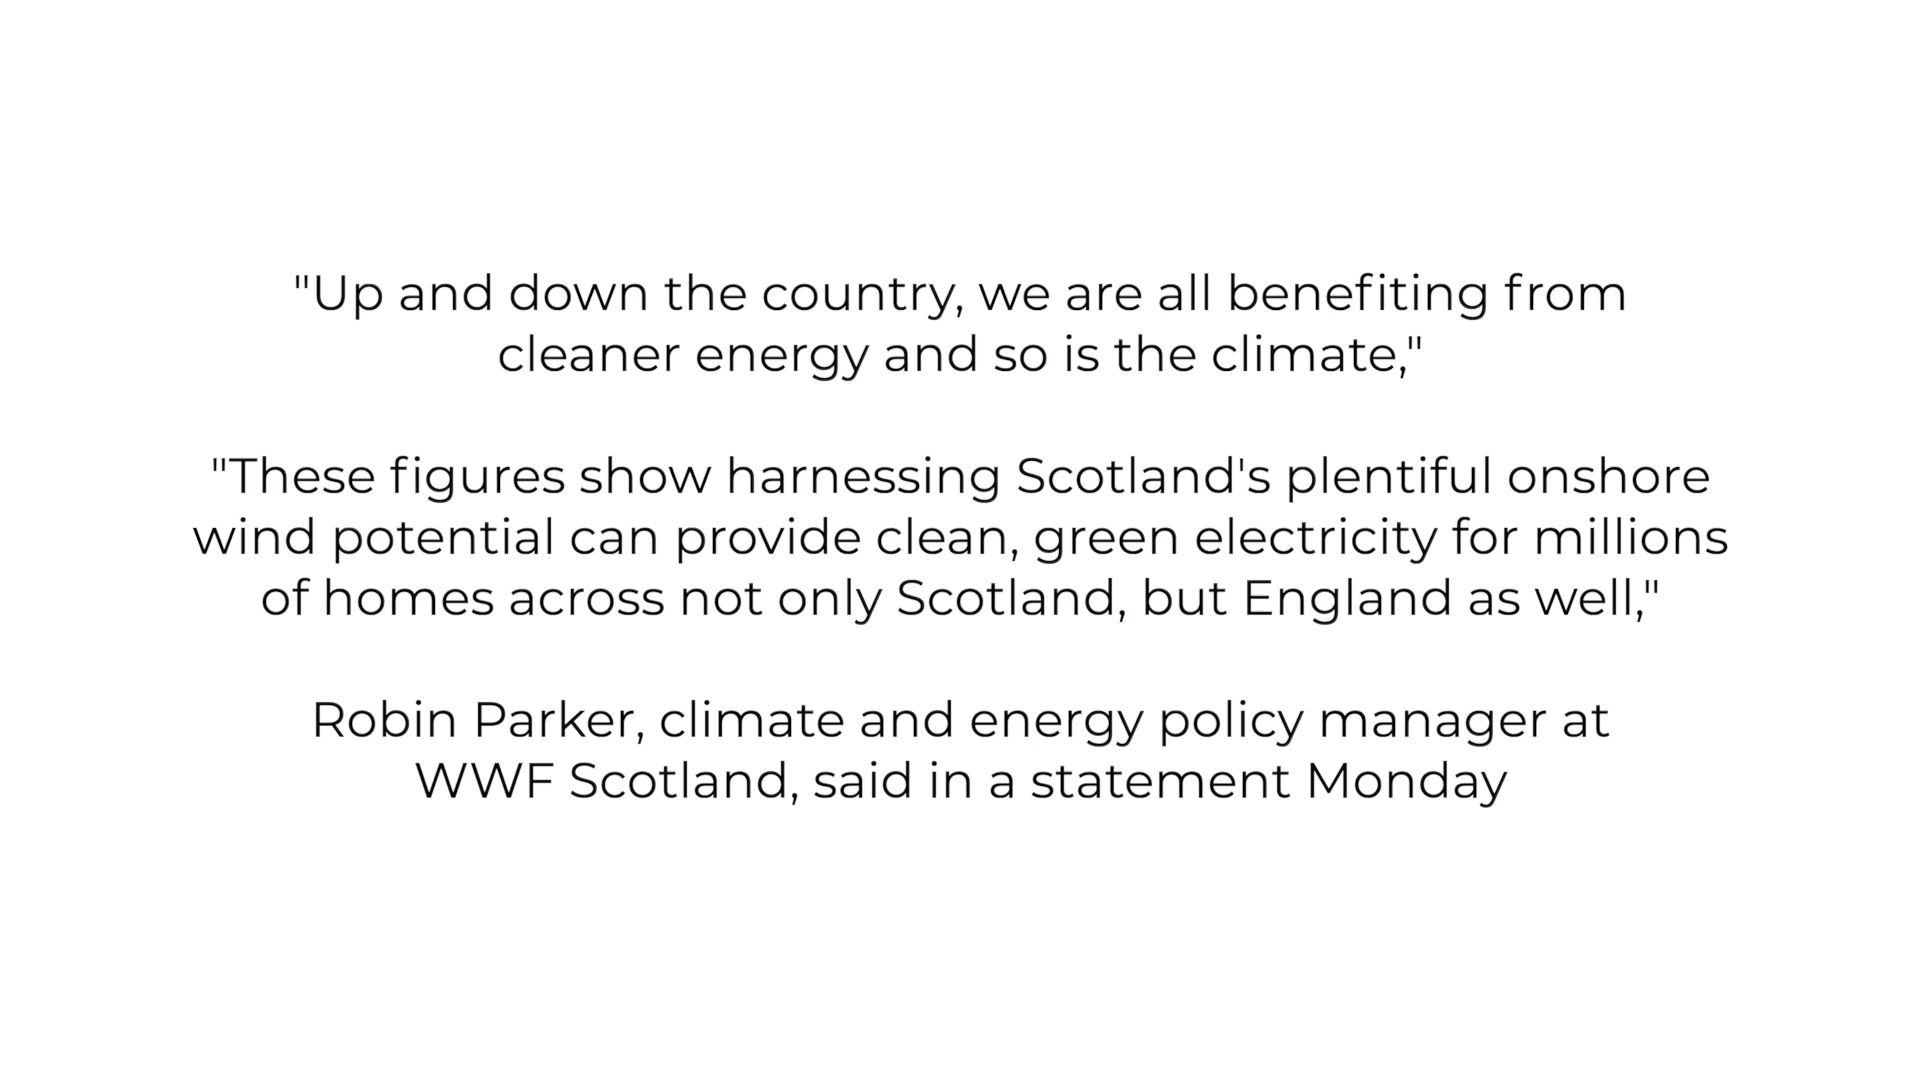 "Up and down the country, we are all benefiting from
cleaner energy and so is the climate,"
"These figures show harnessing Scotland's plentiful onshore
wind potential can provide clean, green electricity for millions
of homes across not only Scotland, but England as well,"
Robin Parker, climate and energy policy manager at
WWF Scotland, said in a statement Monday